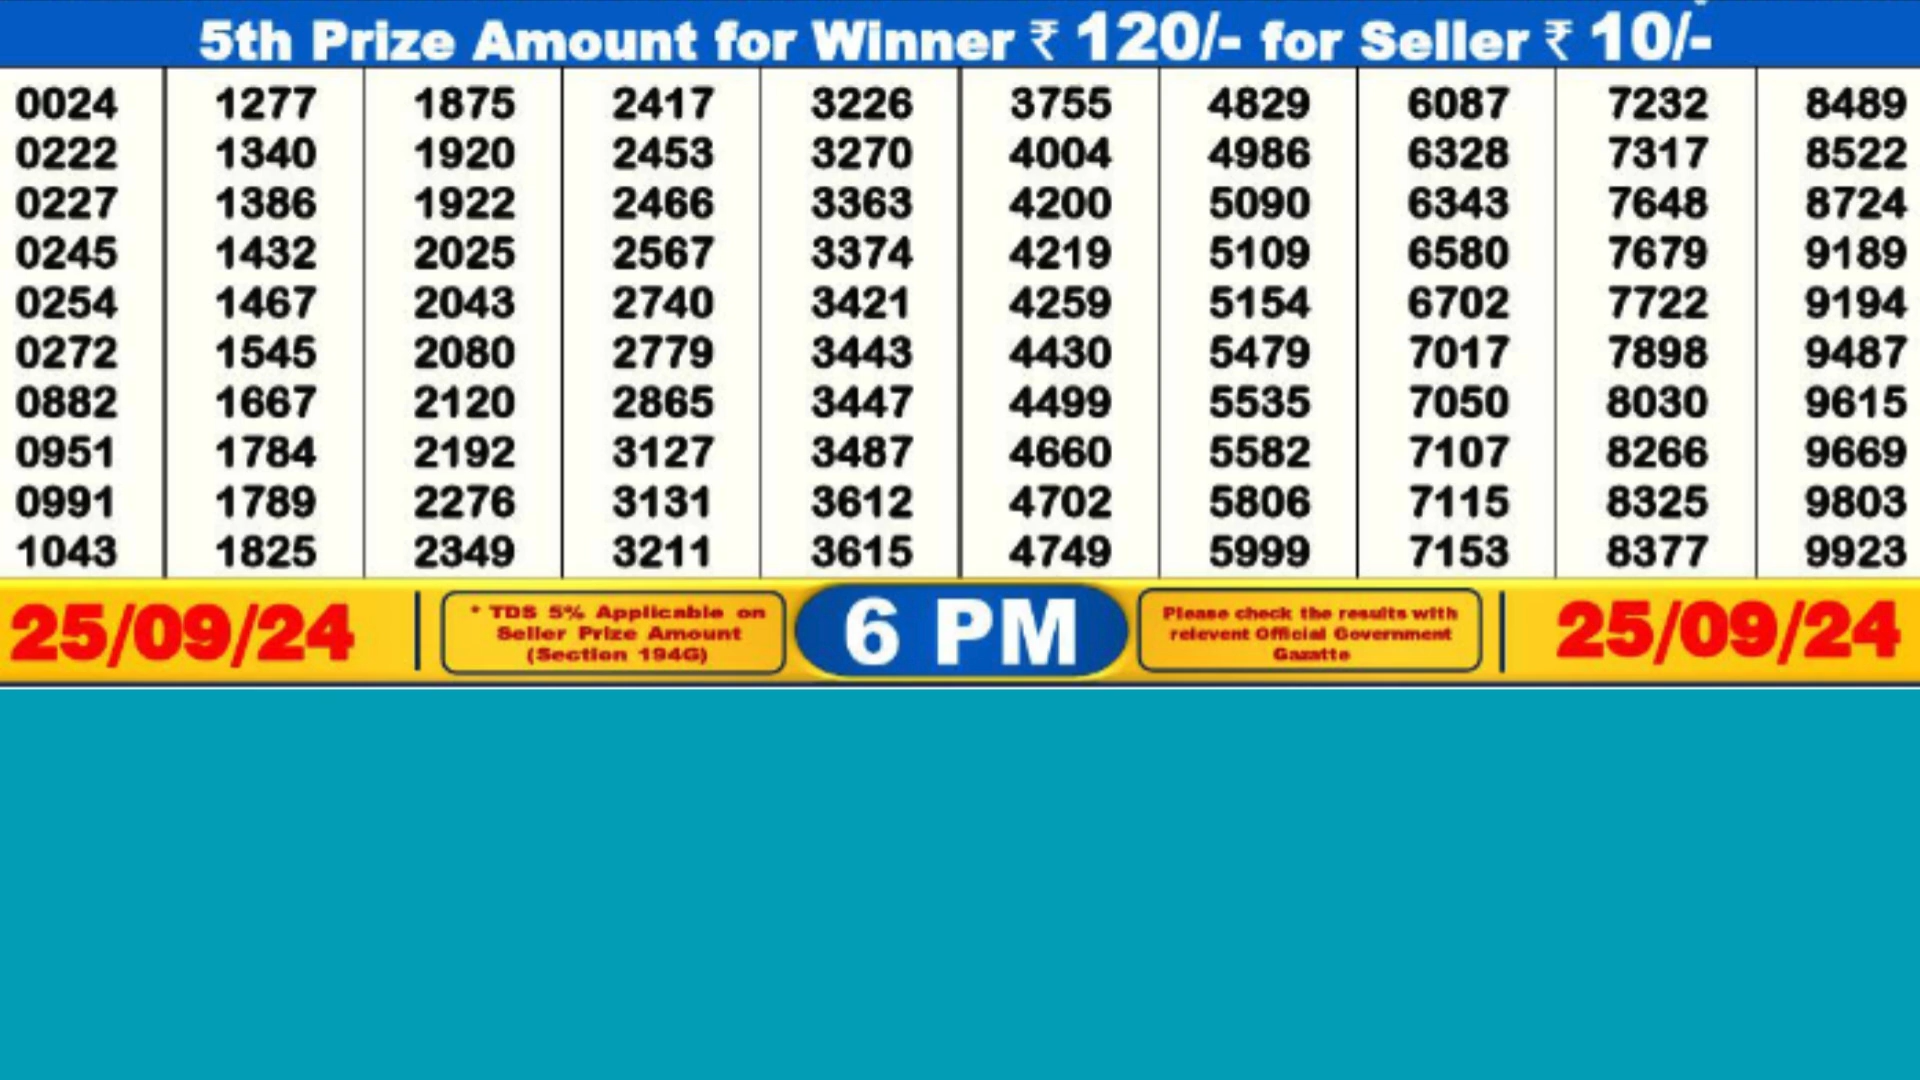 5th Prize Amount for Winner ₹ 120/- for Seller ₹ 10/-
0024 1277 1875 2417 3226 3755 4829 6087 7232 8489
0222 1340 1920 2453 3270 4004 4986 6328 7317 8522
0227 1386 1922 2466 3363 4200 5090 6343 7648 8724
0245 1432 2025 2567 3374 4219 5109 6580 7679 9189
0254 1467 2043 2740 3421 4259 5154 6702 7722 9194
0272 1545 2080 2779 3443 4430 5479 7017 7898 9487
0882 1667 2120 2865 3447 4499 5535 7050 8030 9615
0951 1784 2192 3127 3487 4660 5582 7107 8266 9669
0991 1789 2276 3131 3612 4702 5806 7115 8325 9803
1043 1825 2349 3211 3615 4749 5999 7153 8377 9923
25/09/24
* TDS 5% Applicable on
Seller Prize Amount
(Section 194G)
6 PM
Please check the results with
relevent Official Government
Gazatte
25/09/24